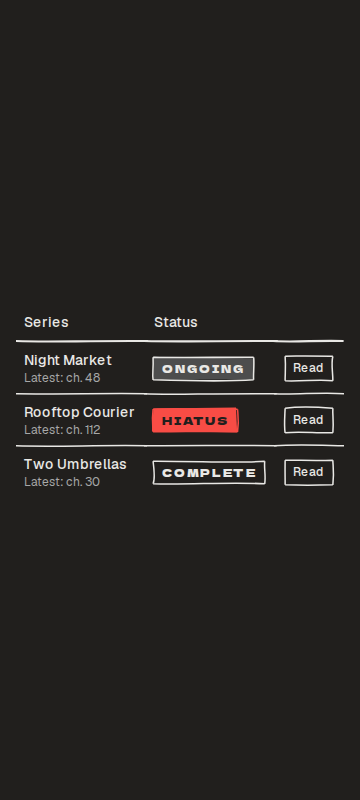 Series Status
Night Market ONGOING Read
Latest: ch. 48
Rooftop Courier HIATUS Read
Latest: ch. 112
Two Umbrellas COMPLETE Read
Latest: ch. 30